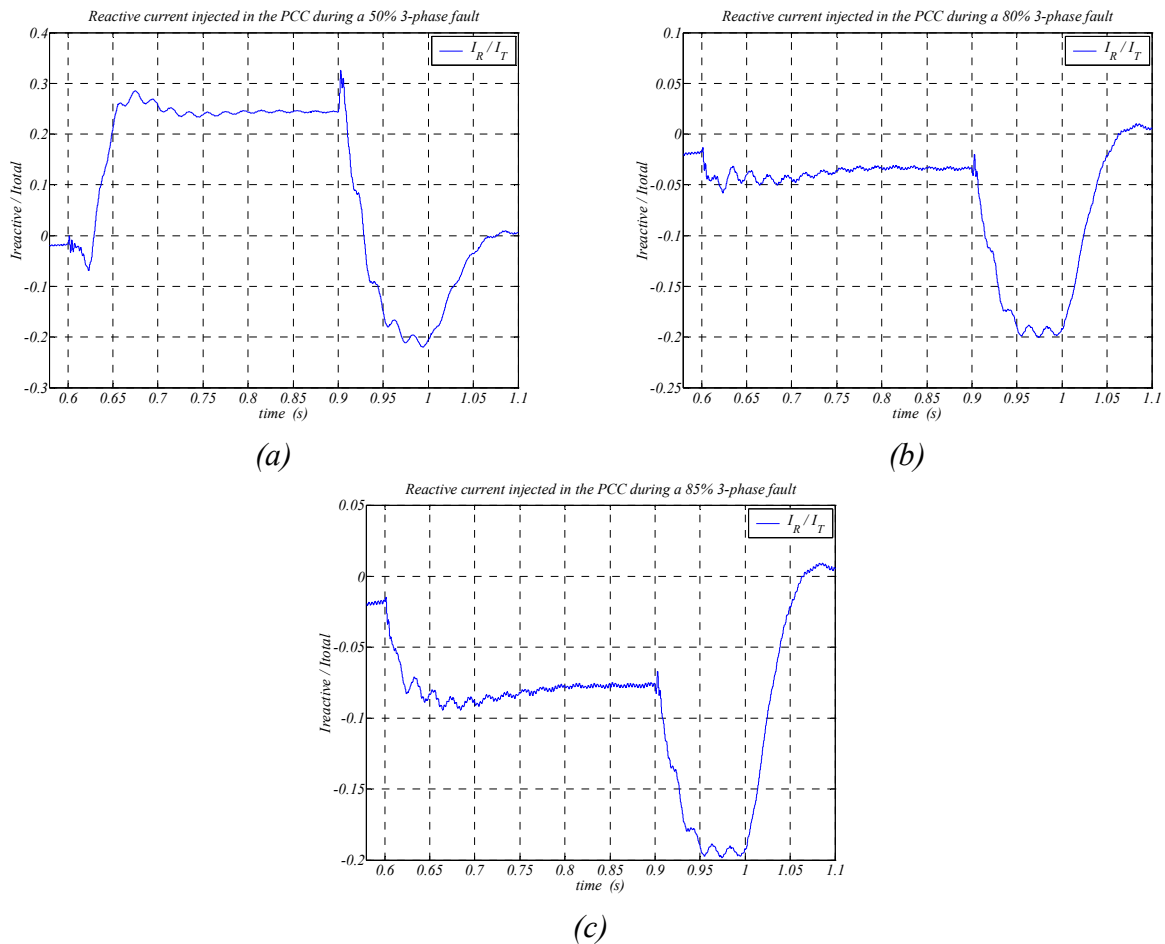 Reactive current injected in the PCC during a 50% 3-phase fault
I_R / I_T
0.4
0.3
0.2
0.1
0
-0.1
-0.2
-0.3
Ireactive / Itotal
0.6 0.65 0.7 0.75 0.8 0.85 0.9 0.95 1 1.05 1.1
time (s)
(a)
Reactive current injected in the PCC during a 80% 3-phase fault
I_R / I_T
0.1
0.05
0
-0.05
-0.1
-0.15
-0.2
-0.25
Ireactive / Itotal
0.6 0.65 0.7 0.75 0.8 0.85 0.9 0.95 1 1.05 1.1
time (s)
(b)
Reactive current injected in the PCC during a 85% 3-phase fault
I_R / I_T
0.05
0
-0.05
-0.1
-0.15
-0.2
Ireactive / Itotal
0.6 0.65 0.7 0.75 0.8 0.85 0.9 0.95 1 1.05 1.1
time (s)
(c)